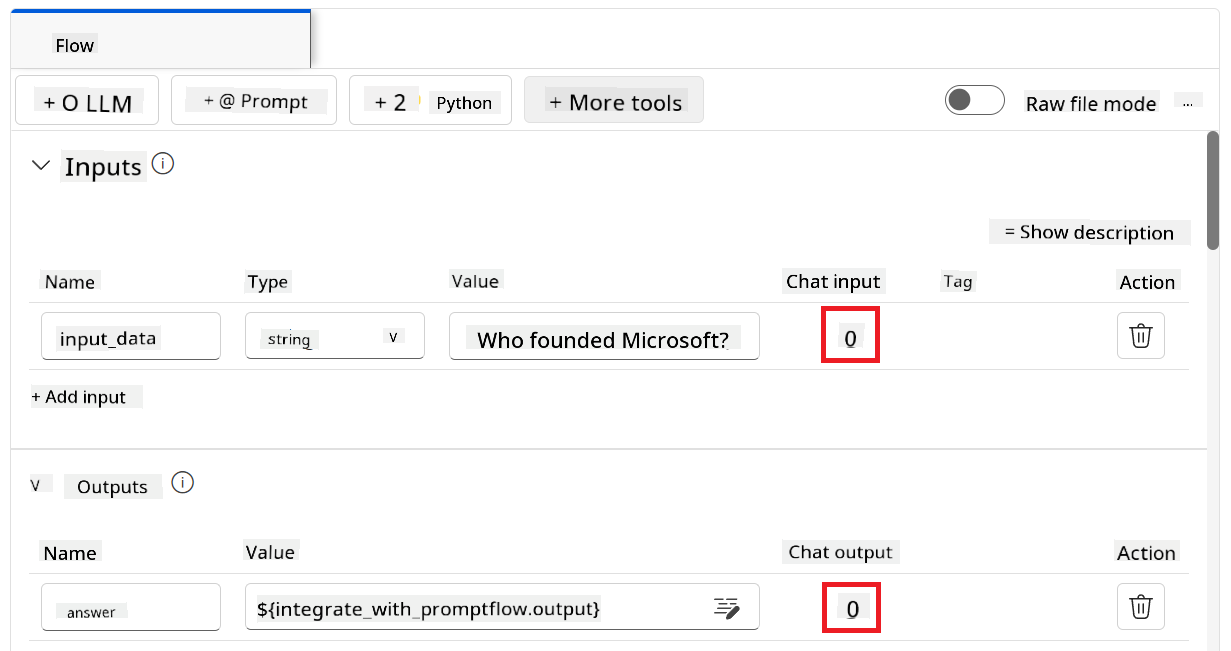 Flow
+ O LLM + @ Prompt + 2 Python + More tools Raw file mode ...
Inputs
= Show description
Name Type Value Chat input Tag Action
input_data string V Who founded Microsoft? 0
+ Add input
V Outputs
Name Value Chat output Action
answer ${integrate_with_promptflow.output} 0